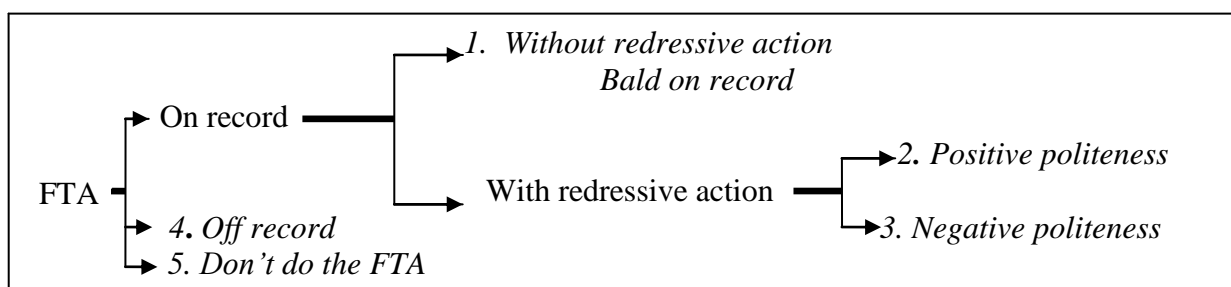 1. Without redressive action
Bald on record
On record
2. Positive politeness
With redressive action
FTA
3. Negative politeness
4. Off record
5. Don’t do the FTA